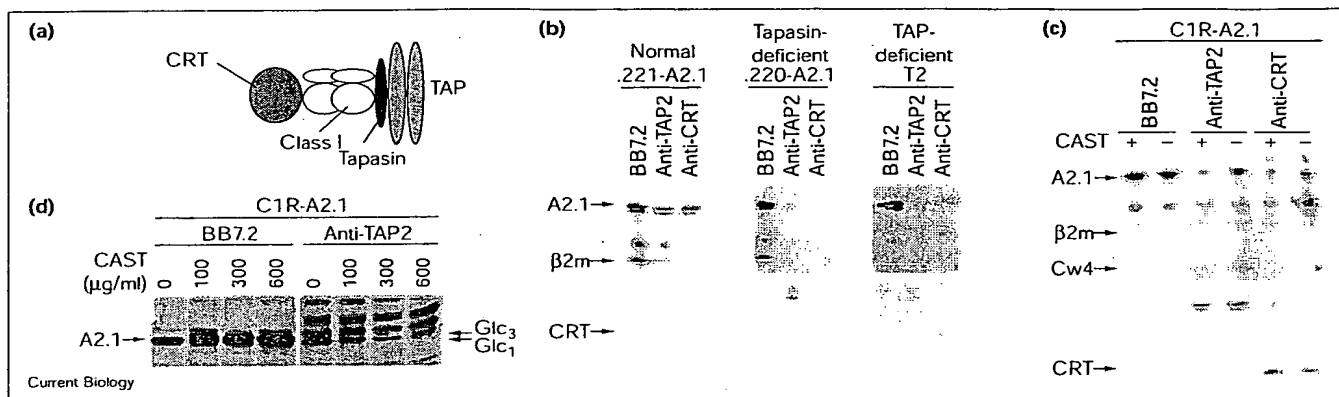 (a)
CRT
TAP
Class I
Tapasin
(b)
Normal
.221-A2.1
Tapasin-
deficient
.220-A2.1
TAP-
deficient
T2
BB7.2
Anti-TAP2
Anti-CRT
BB7.2
Anti-TAP2
Anti-CRT
BB7.2
Anti-TAP2
Anti-CRT
A2.1
β2m
CRT
(c)
C1R-A2.1
BB7.2
Anti-TAP2
Anti-CRT
CAST + − + − + −
A2.1
β2m
Cw4
CRT
(d)
C1R-A2.1
BB7.2 Anti-TAP2
CAST
(μg/ml)
0 100 300 600 0 100 300 600
A2.1
Glc3
Glc1
Current Biology